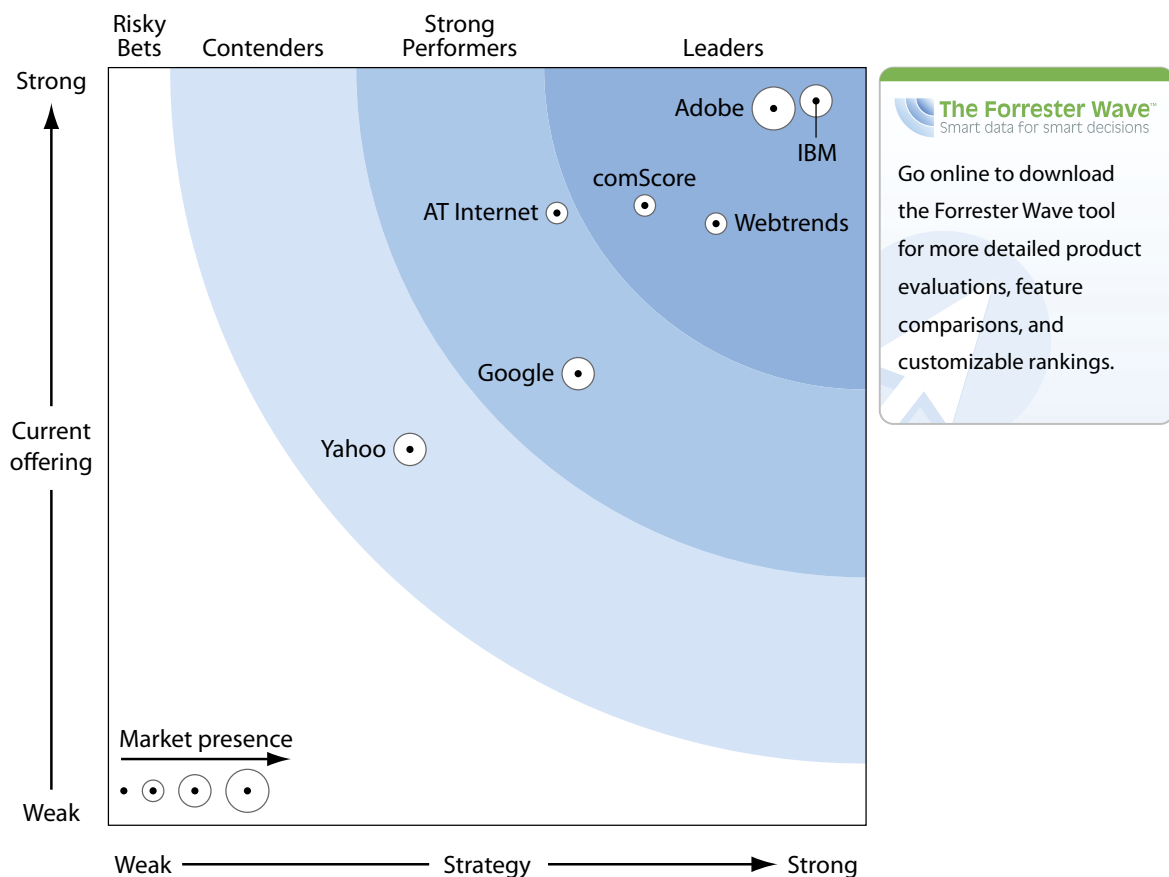 Risky
Bets
Contenders
Strong
Performers
Leaders
Strong
Adobe
IBM
comScore
AT Internet
Webtrends
Google
Current
offering
Yahoo
Market presence
Weak
Weak
Strategy
Strong
The Forrester Wave™
Smart data for smart decisions
Go online to download
the Forrester Wave tool
for more detailed product
evaluations, feature
comparisons, and
customizable rankings.